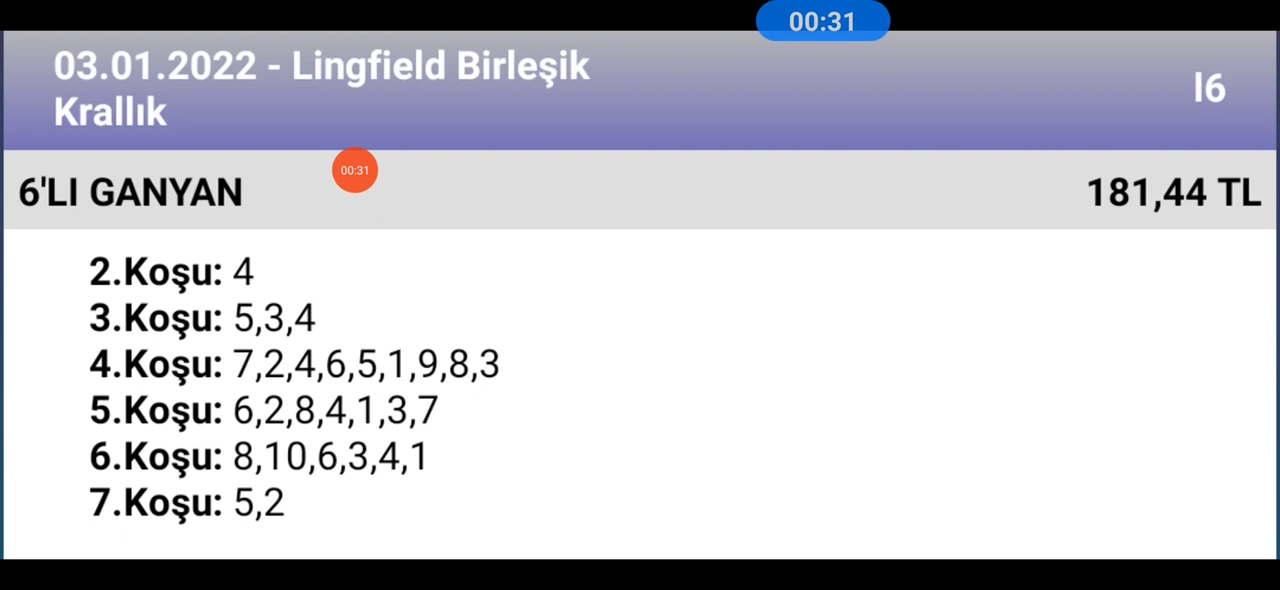 00:31
03.01.2022 - Lingfield Birleşik
Krallık
I6
00:31
6'LI GANYAN
181,44 TL
2.Koşu: 4
3.Koşu: 5,3,4
4.Koşu: 7,2,4,6,5,1,9,8,3
5.Koşu: 6,2,8,4,1,3,7
6.Koşu: 8,10,6,3,4,1
7.Koşu: 5,2